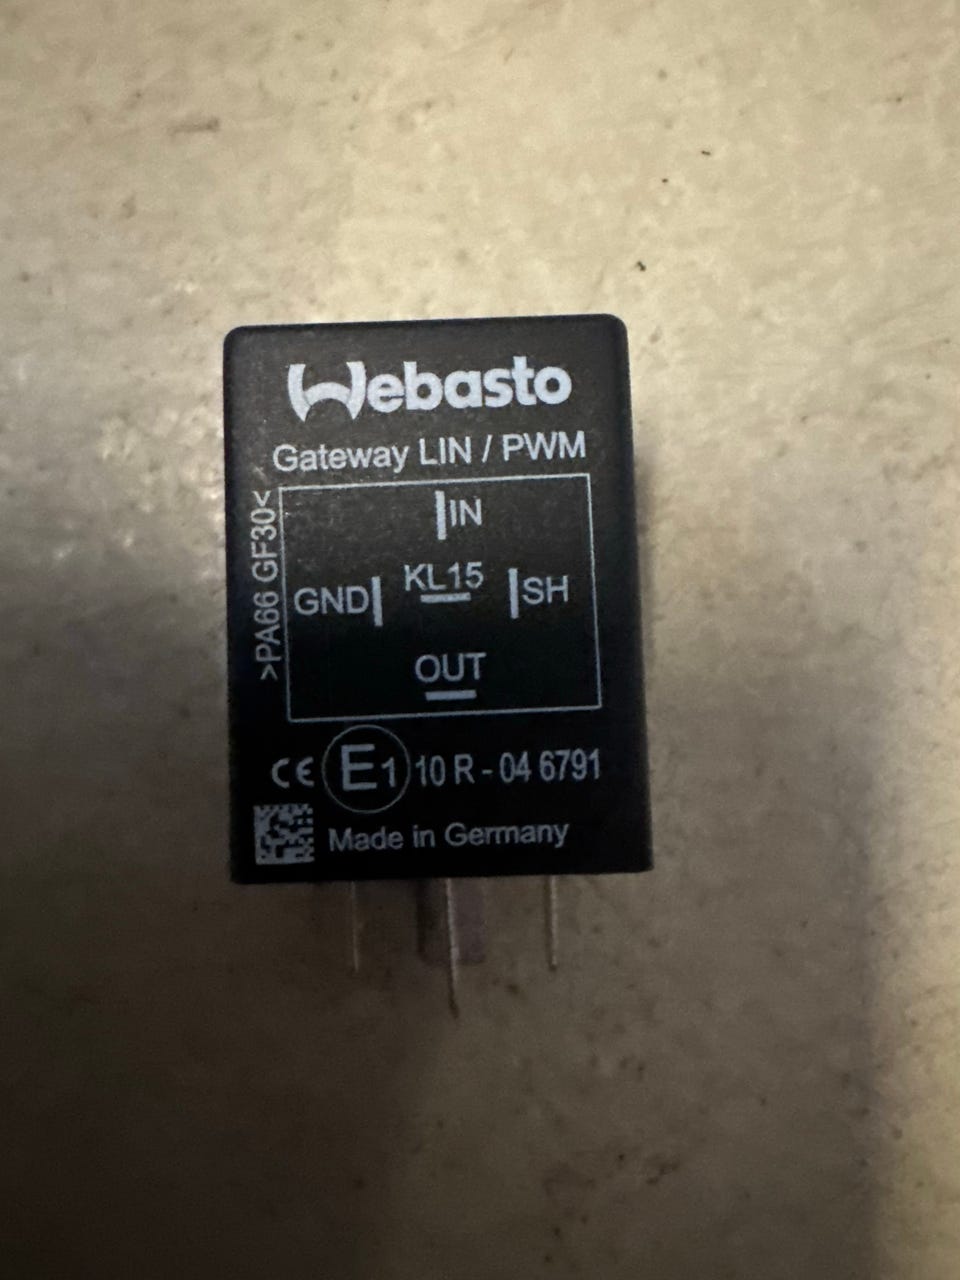 Webasto
Gateway LIN / PWM
>PA66 GF30<
IN
KL15
GND
SH
OUT
CE E1 10 R - 04 6791
Made in Germany